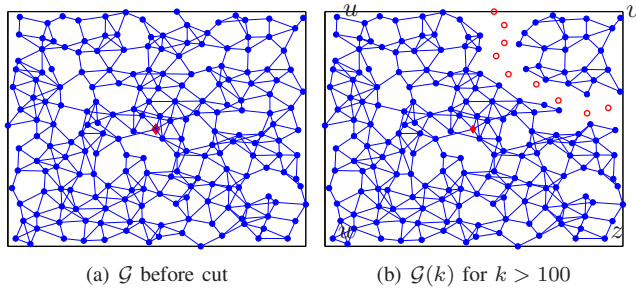 u v
w z
(a) 𝒢 before cut
(b) 𝒢(k) for k > 100